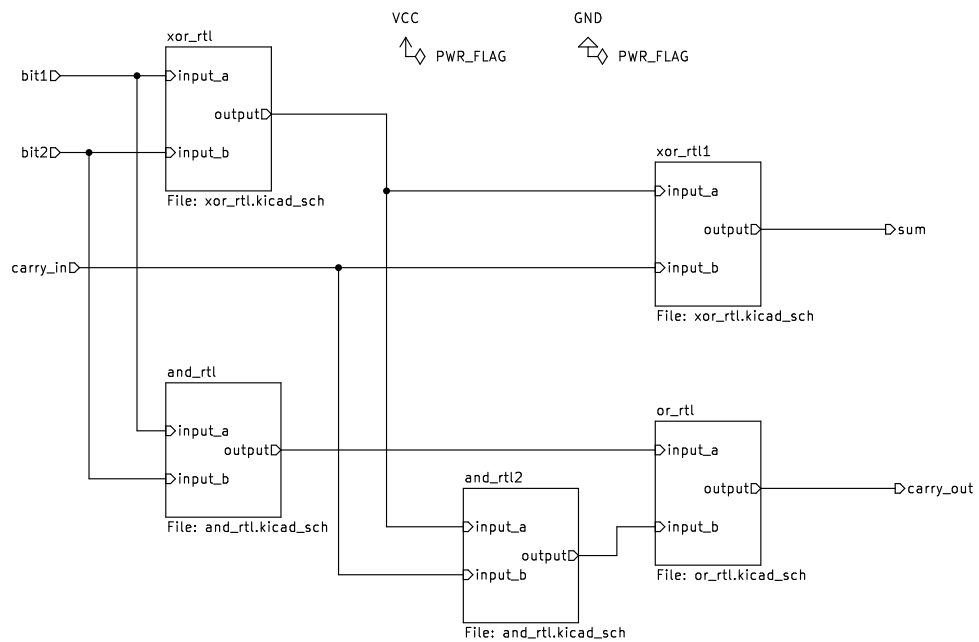 VCC
GND
PWR_FLAG
PWR_FLAG
xor_rtl
bit1
input_a
output
bit2
input_b
File: xor_rtl.kicad_sch
xor_rtl1
input_a
output
sum
carry_in
input_b
File: xor_rtl.kicad_sch
and_rtl
input_a
output
input_b
File: and_rtl.kicad_sch
or_rtl
input_a
output
carry_out
input_b
File: or_rtl.kicad_sch
and_rtl2
input_a
output
input_b
File: and_rtl.kicad_sch